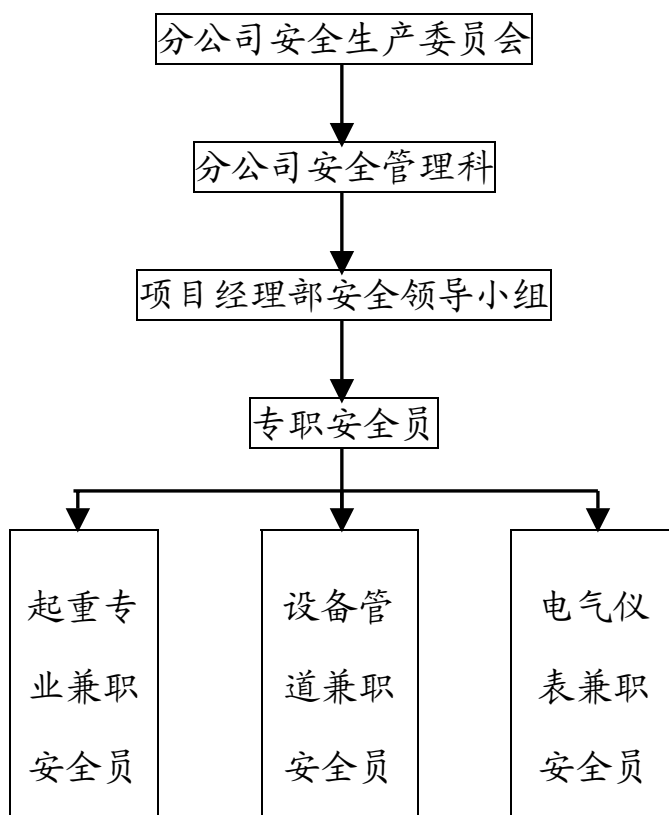 分公司安全生产委员会
分公司安全管理科
项目经理部安全领导小组
专职安全员
起重专
业兼职
安全员
设备管
道兼职
安全员
电气仪
表兼职
安全员